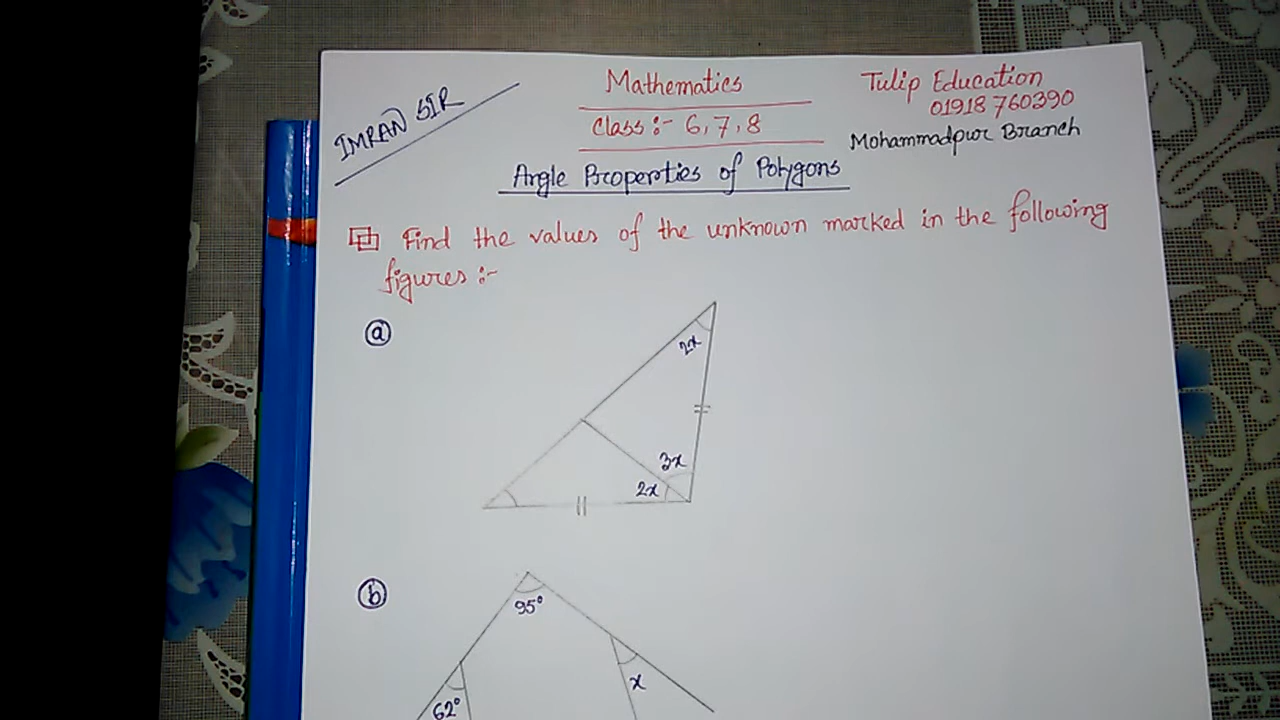 IMRAN SIR
Mathematics
Class :- 6, 7, 8
Tulip Education
01918 760390
Mohammadpur Branch
Angle Properties of Polygons
Find the values of the unknown marked in the following
figures :-
a
2x
3x
2x
b
95°
x
62°